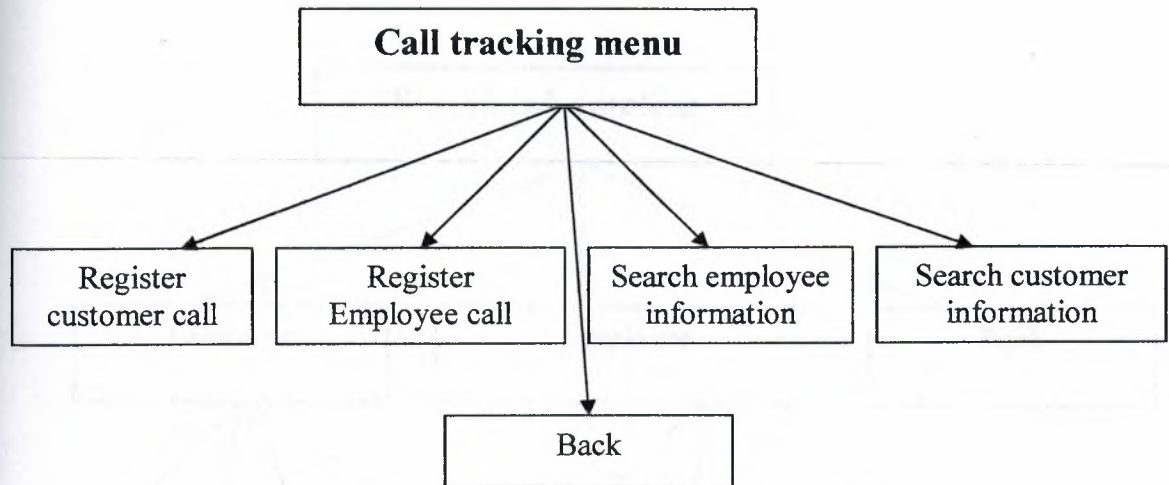 Call tracking menu
Register
customer call
Register
Employee call
Search employee
information
Search customer
information
Back